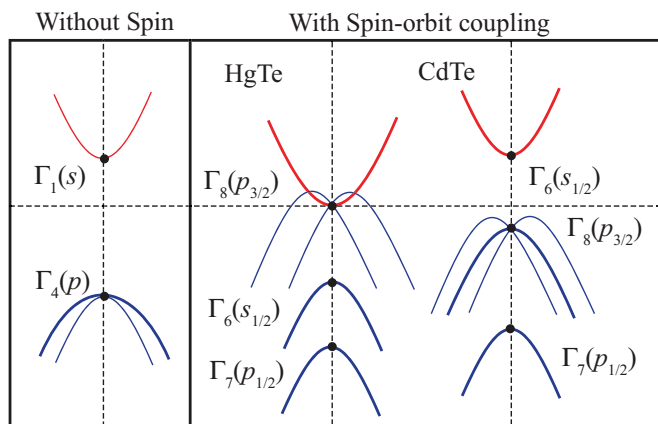 Without Spin
With Spin-orbit coupling
HgTe
CdTe
Γ₁(s)
Γ₄(p)
Γ₈(p₃/₂)
Γ₆(s₁/₂)
Γ₇(p₁/₂)
Γ₆(s₁/₂)
Γ₈(p₃/₂)
Γ₇(p₁/₂)